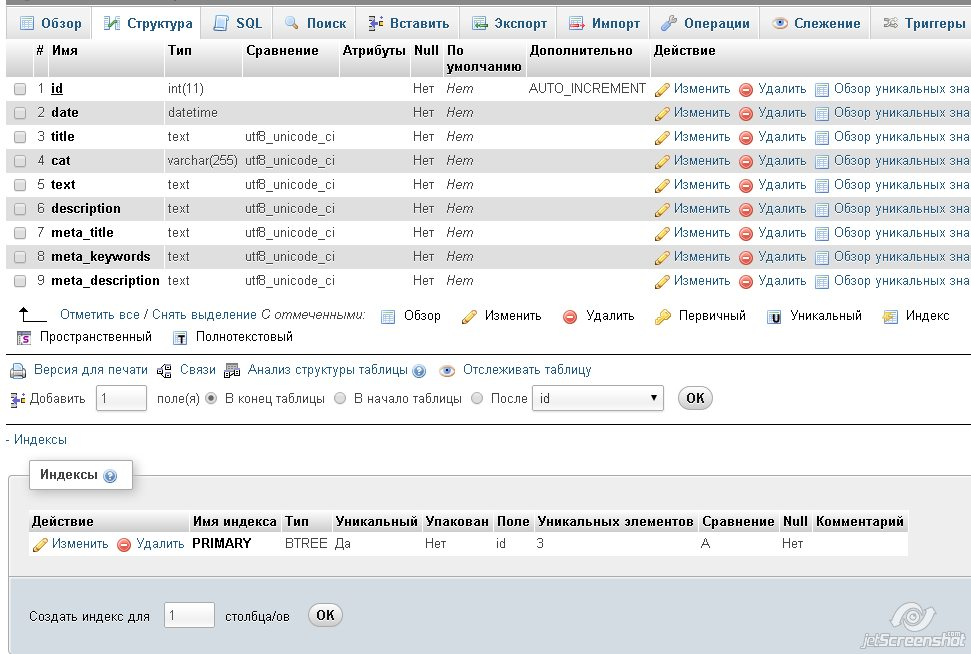 Обзор Структура SQL Поиск Вставить Экспорт Импорт Операции Слежение Триггеры
# Имя Тип Сравнение Атрибуты Null По умолчанию Дополнительно Действие
1 id int(11) Нет Нет AUTO_INCREMENT Изменить Удалить Обзор уникальных зна
2 date datetime Нет Нет Изменить Удалить Обзор уникальных зна
3 title text utf8_unicode_ci Нет Нет Изменить Удалить Обзор уникальных зна
4 cat varchar(255) utf8_unicode_ci Нет Нет Изменить Удалить Обзор уникальных зна
5 text text utf8_unicode_ci Нет Нет Изменить Удалить Обзор уникальных зна
6 description text utf8_unicode_ci Нет Нет Изменить Удалить Обзор уникальных зна
7 meta_title text utf8_unicode_ci Нет Нет Изменить Удалить Обзор уникальных зна
8 meta_keywords text utf8_unicode_ci Нет Нет Изменить Удалить Обзор уникальных зна
9 meta_description text utf8_unicode_ci Нет Нет Изменить Удалить Обзор уникальных зна
Отметить все / Снять выделение С отмеченными: Обзор Изменить Удалить Первичный U Уникальный Индекс
S Пространственный T Полнотекстовый
Версия для печати Связи Анализ структуры таблицы Отслеживать таблицу
Добавить 1 поле(я) В конец таблицы В начало таблицы После id OK
- Индексы
Индексы
Действие Имя индекса Тип Уникальный Упакован Поле Уникальных элементов Сравнение Null Комментарий
Изменить Удалить PRIMARY BTREE Да Нет id 3 A Нет
Создать индекс для 1 столбца/ов OK
jetScreenshot.com